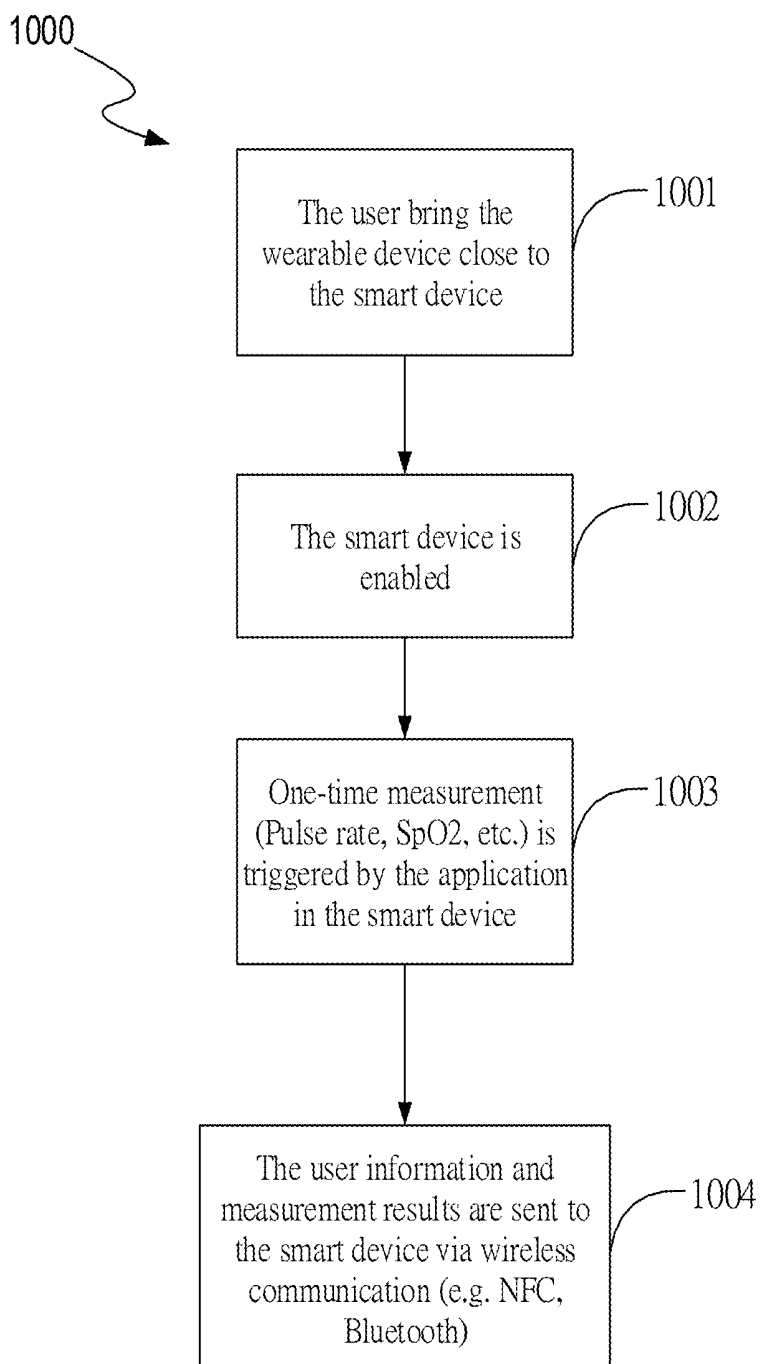 1000
The user bring the
wearable device close to
the smart device
1001
The smart device is
enabled
1002
One-time measurement
(Pulse rate, SpO2, etc.) is
triggered by the application
in the smart device
1003
The user information and
measurement results are sent to
the smart device via wireless
communication (e.g. NFC,
Bluetooth)
1004